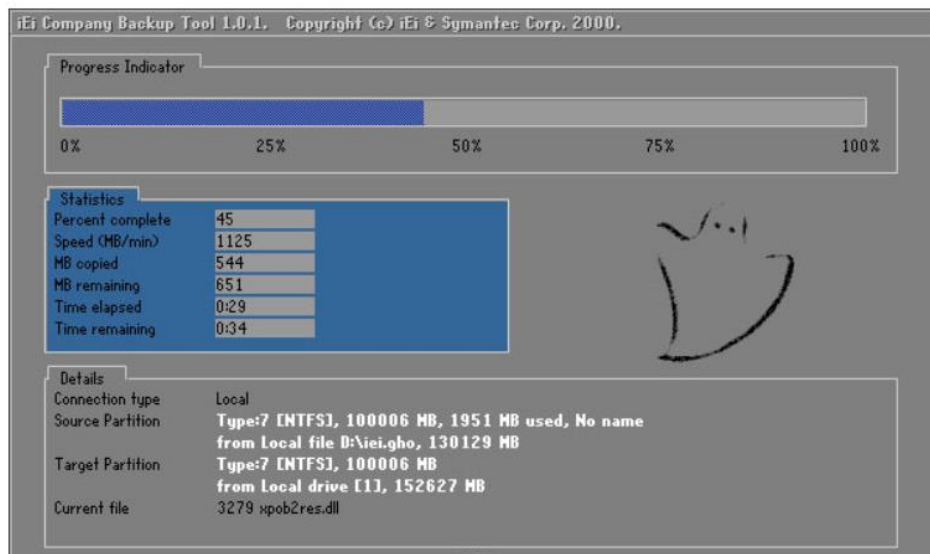 iEi Company Backup Tool 1.0.1. Copyright (c) iEi & Symantec Corp. 2000.
Progress Indicator
0% 25% 50% 75% 100%
Statistics
Percent complete 45
Speed (MB/min) 1125
MB copied 544
MB remaining 651
Time elapsed 0:29
Time remaining 0:34
Details
Connection type Local
Source Partition Type:7 [NTFS], 100006 MB, 1951 MB used, No name
from Local file D:\iei.gho, 130129 MB
Target Partition Type:7 [NTFS], 100006 MB
from Local drive [1], 152627 MB
Current file 3279 xpob2res.dll